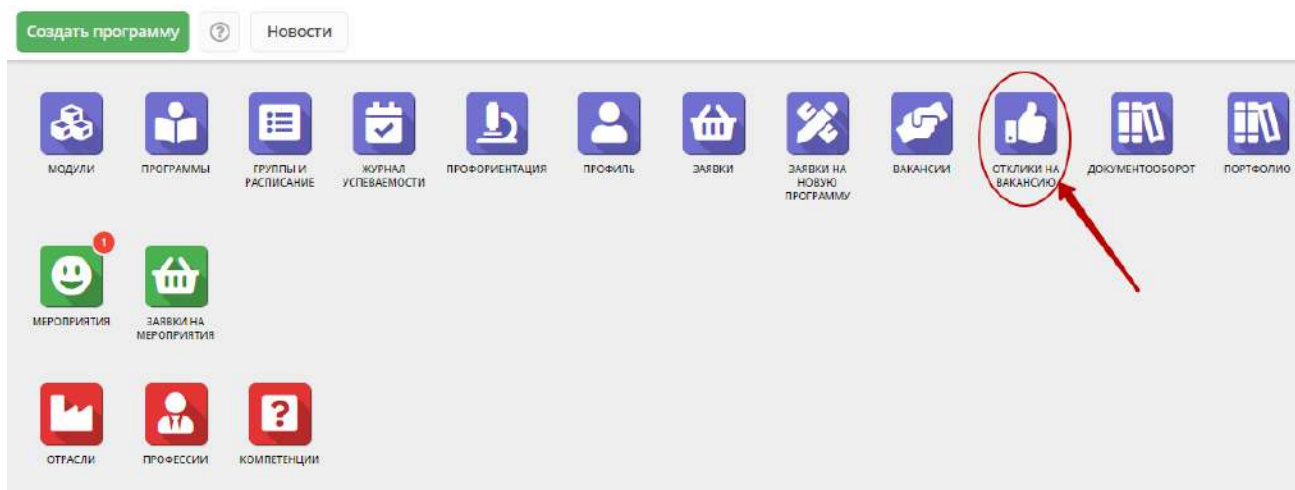 Создать программу
?
Новости
МОДУЛИ
ПРОГРАММЫ
ГРУППЫ И
РАСПИСАНИЕ
ЖУРНАЛ
УСПЕВАЕМОСТИ
ПРОФОРИЕНТАЦИЯ
ПРОФИЛЬ
ЗАЯВКИ
ЗАЯВКИ НА
НОВУЮ
ПРОГРАММУ
ВАКАНСИИ
ОТКЛИКИ НА
ВАКАНСИЮ
ДОКУМЕНТООБОРОТ
ПОРТФОЛИО
1
МЕРОПРИЯТИЯ
ЗАЯВКИ НА
МЕРОПРИЯТИЯ
?
ОТРАСЛИ
ПРОФЕССИИ
КОМПЕТЕНЦИИ